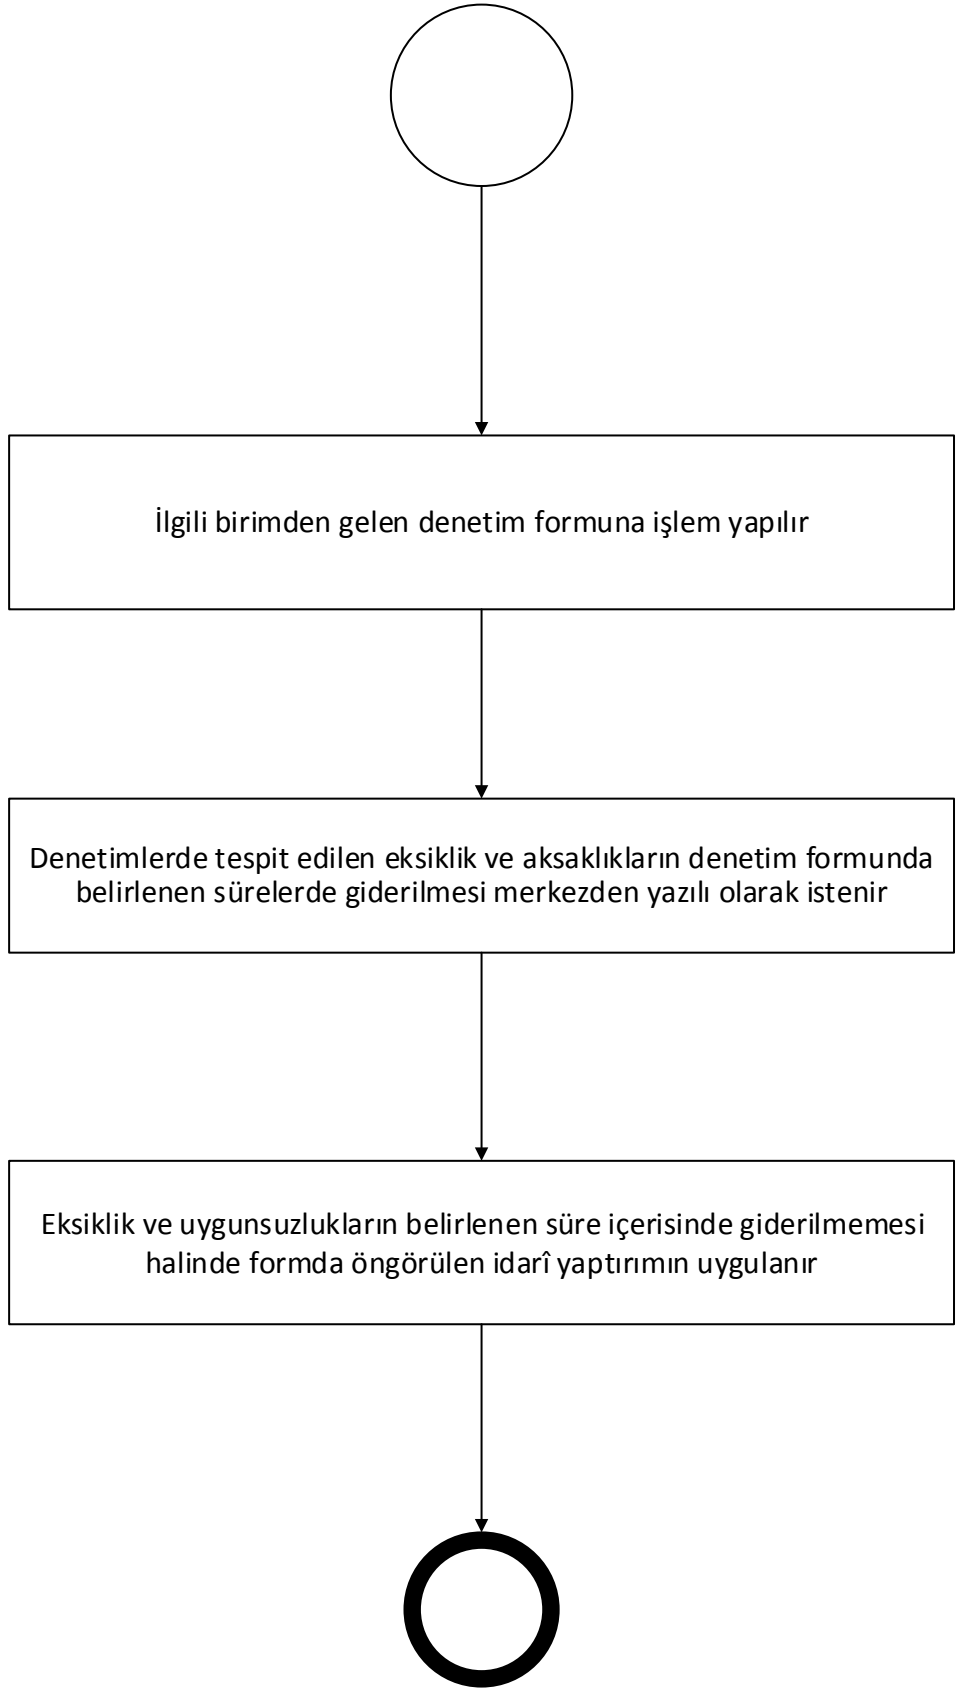 İlgili birimden gelen denetim formuna işlem yapılır
Denetimlerde tespit edilen eksiklik ve aksaklıkların denetim formunda
belirlenen sürelerde giderilmesi merkezden yazılı olarak istenir
Eksiklik ve uygunsuzlukların belirlenen süre içerisinde giderilmemesi
halinde formda öngörülen idarî yaptırımın uygulanır